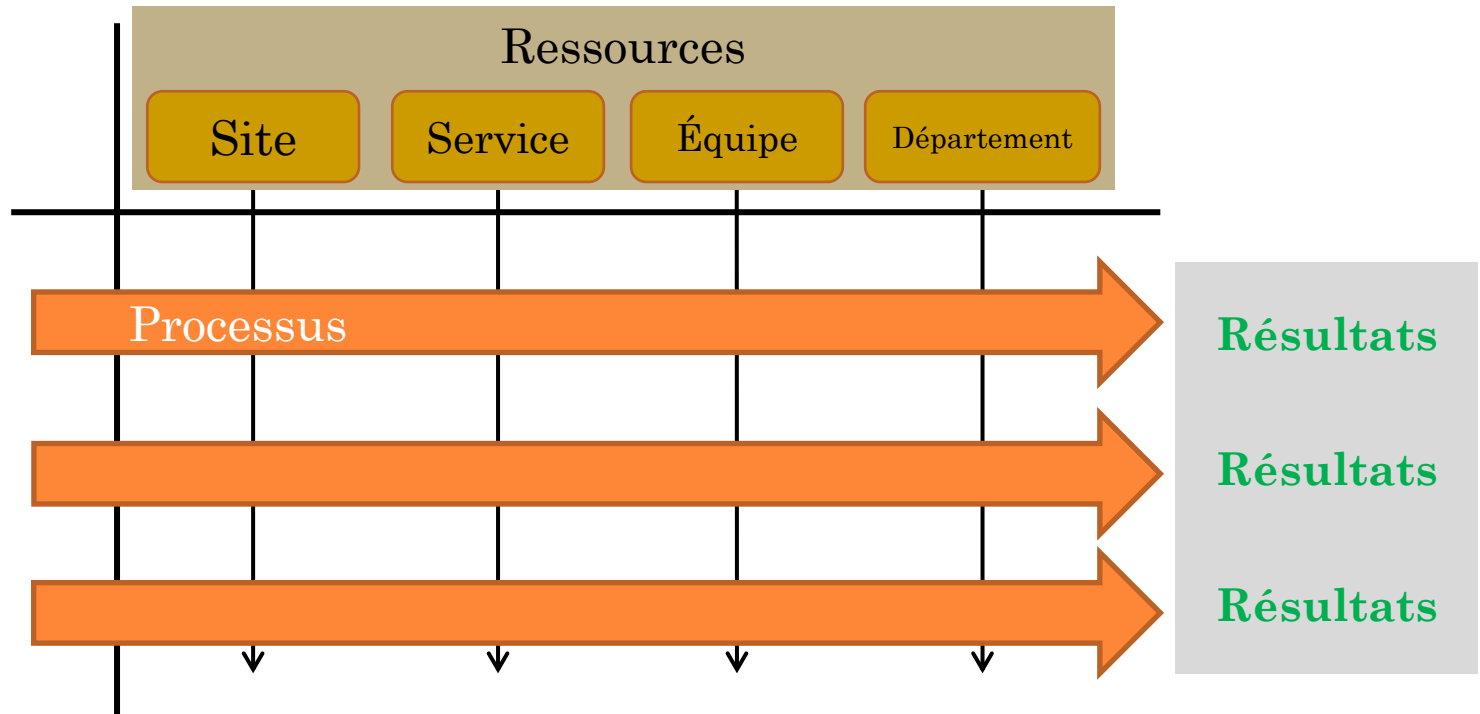 Ressources
Site
Service
Équipe
Département
Processus
Résultats
Résultats
Résultats